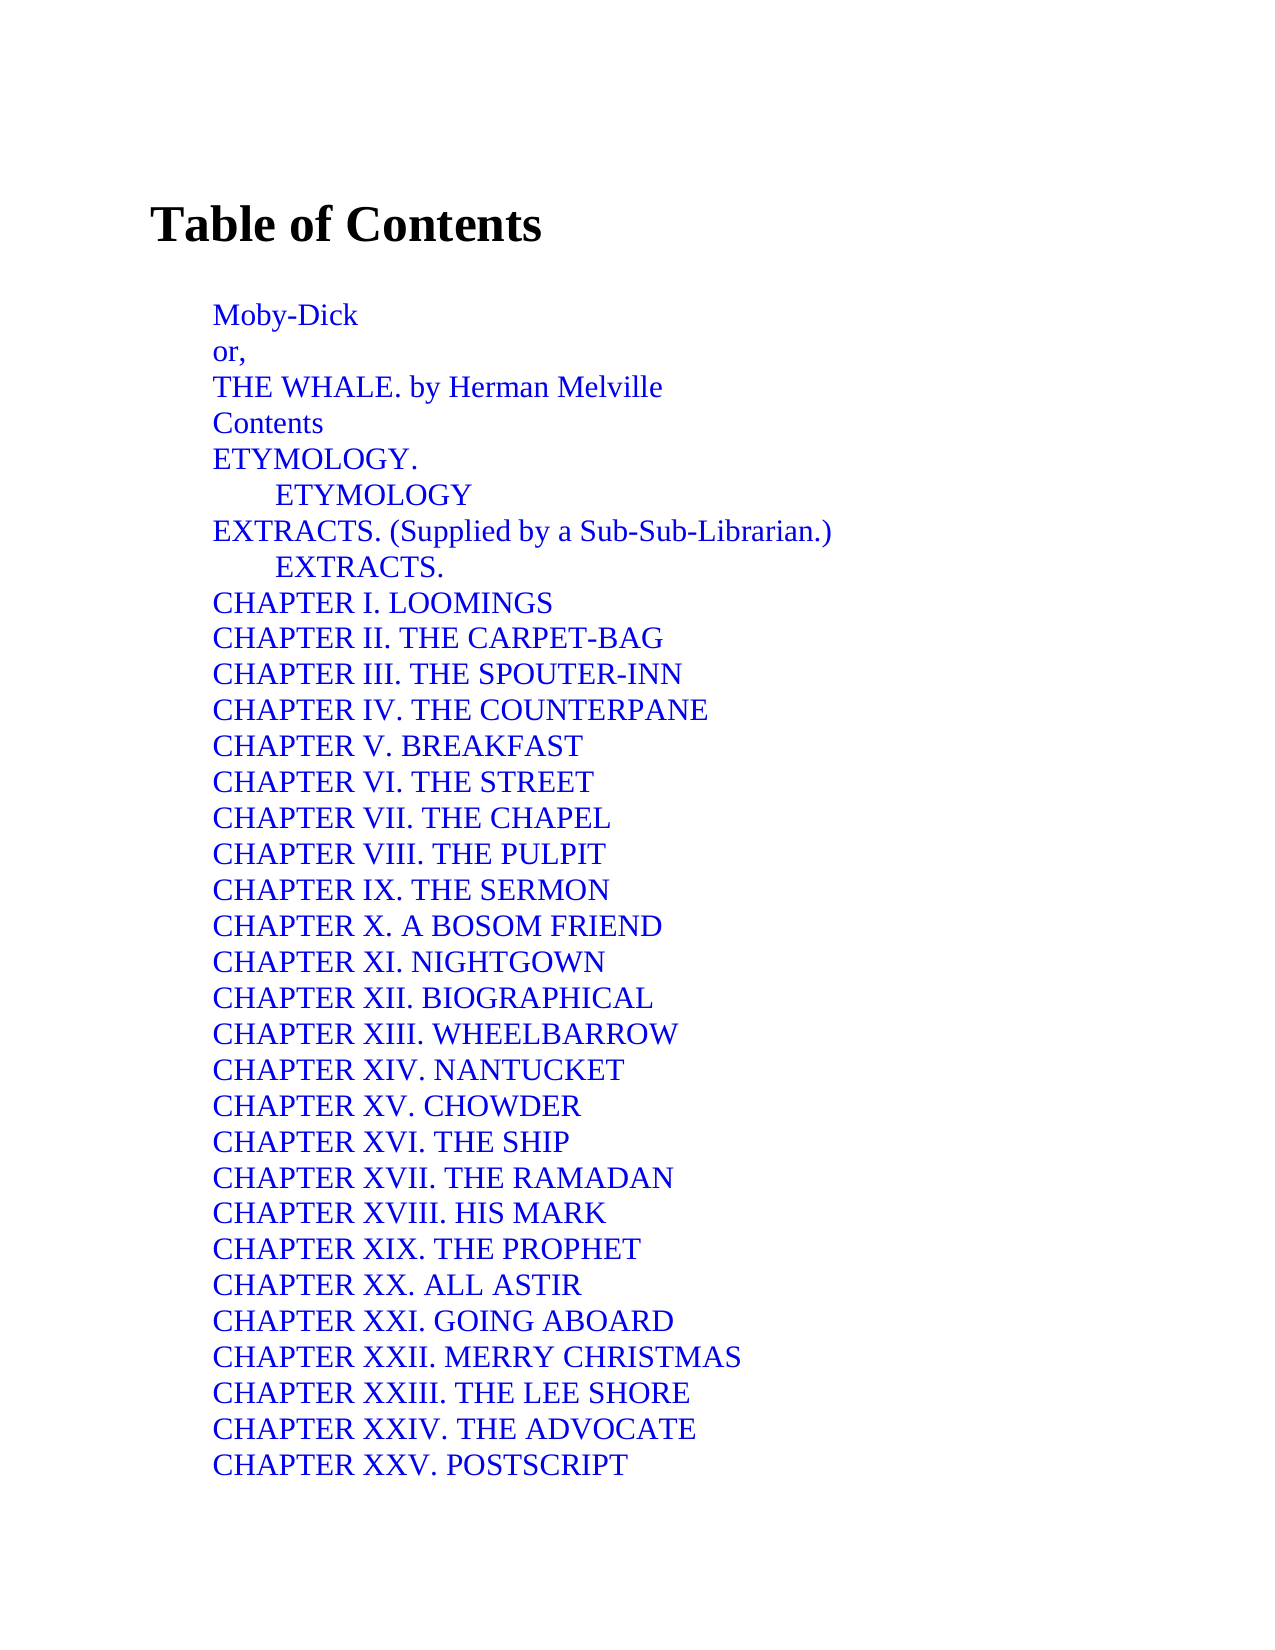 Table of Contents
Moby-Dick
or,
THE WHALE. by Herman Melville
Contents
ETYMOLOGY.
ETYMOLOGY
EXTRACTS. (Supplied by a Sub-Sub-Librarian.)
EXTRACTS.
CHAPTER I. LOOMINGS
CHAPTER II. THE CARPET-BAG
CHAPTER III. THE SPOUTER-INN
CHAPTER IV. THE COUNTERPANE
CHAPTER V. BREAKFAST
CHAPTER VI. THE STREET
CHAPTER VII. THE CHAPEL
CHAPTER VIII. THE PULPIT
CHAPTER IX. THE SERMON
CHAPTER X. A BOSOM FRIEND
CHAPTER XI. NIGHTGOWN
CHAPTER XII. BIOGRAPHICAL
CHAPTER XIII. WHEELBARROW
CHAPTER XIV. NANTUCKET
CHAPTER XV. CHOWDER
CHAPTER XVI. THE SHIP
CHAPTER XVII. THE RAMADAN
CHAPTER XVIII. HIS MARK
CHAPTER XIX. THE PROPHET
CHAPTER XX. ALL ASTIR
CHAPTER XXI. GOING ABOARD
CHAPTER XXII. MERRY CHRISTMAS
CHAPTER XXIII. THE LEE SHORE
CHAPTER XXIV. THE ADVOCATE
CHAPTER XXV. POSTSCRIPT